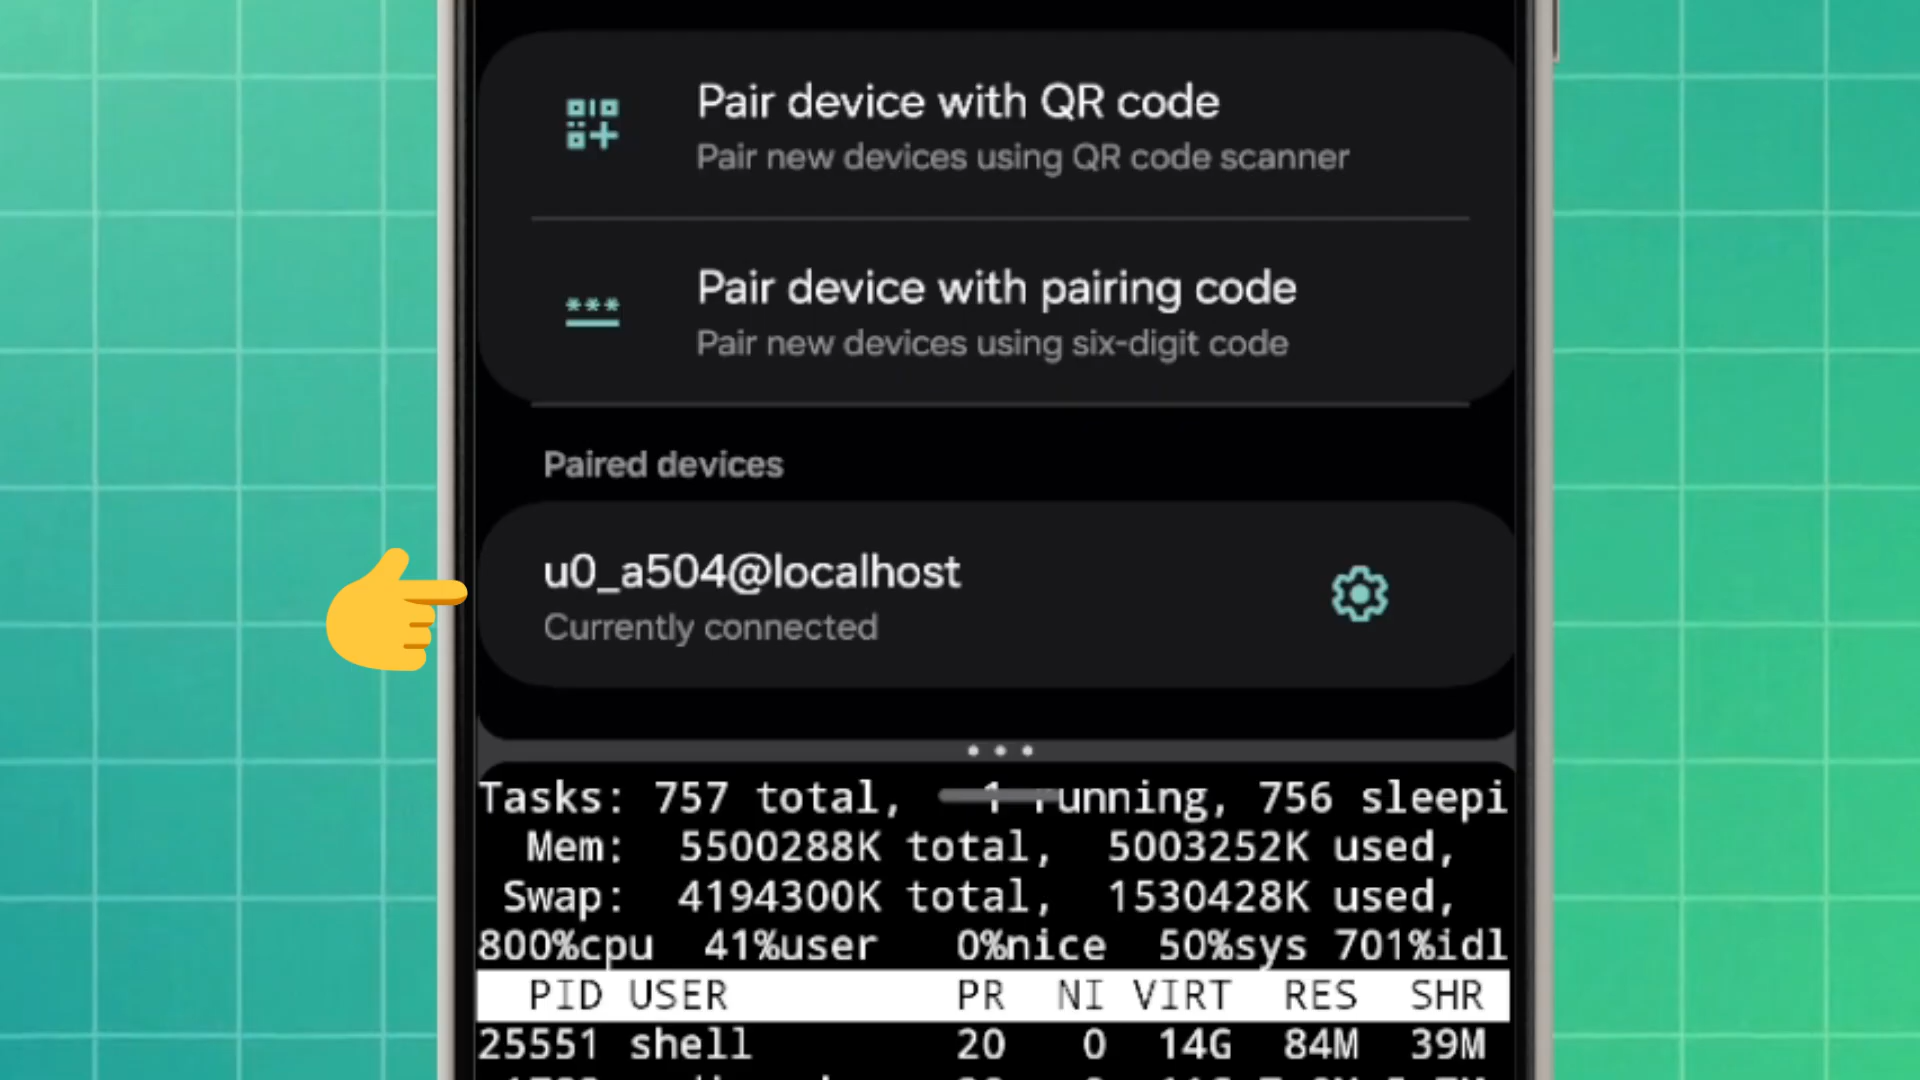 Pair device with QR code
Pair new devices using QR code scanner
***
Pair device with pairing code
Pair new devices using six-digit code
Paired devices
u0_a504@localhost
Currently connected
Tasks: 757 total, 1 running, 756 sleepi
Mem: 5500288K total, 5003252K used,
Swap: 4194300K total, 1530428K used,
800%cpu 41%user 0%nice 50%sys 701%idl
PID USER PR NI VIRT RES SHR
25551 shell 20 0 14G 84M 39M